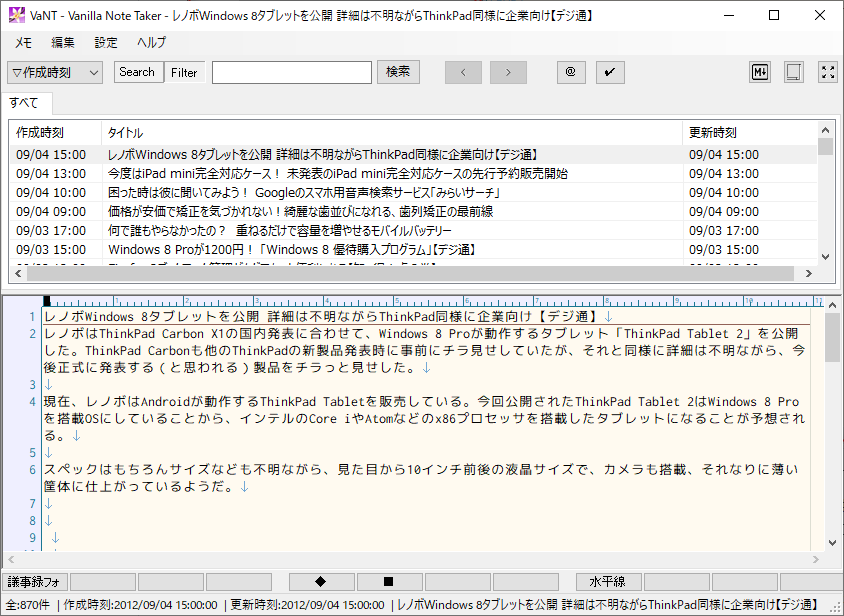 VaNT - Vanilla Note Taker - レノボWindows 8タブレットを公開 詳細は不明ながらThinkPad同様に企業向け【デジ通】
メモ 編集 設定 ヘルプ
▽作成時刻 Search Filter 検索 < > @ ✔ M↓
すべて
作成時刻 タイトル 更新時刻
09/04 15:00 レノボWindows 8タブレットを公開 詳細は不明ながらThinkPad同様に企業向け【デジ通】 09/04 15:00
09/04 13:00 今度はiPad mini完全対応ケース！ 未発表のiPad mini完全対応ケースの先行予約販売開始 09/04 13:00
09/04 10:00 困った時は彼に聞いてみよう！ Googleのスマホ用音声検索サービス「みらいサーチ」 09/04 10:00
09/04 09:00 価格が安価で矯正を気づかれない！綺麗な歯並びになれる、歯列矯正の最前線 09/04 09:00
09/03 17:00 何で誰もやらなかったの？ 重ねるだけで容量を増やせるモバイルバッテリー 09/03 17:00
09/03 15:00 Windows 8 Proが1200円！「Windows 8 優待購入プログラム」【デジ通】 09/03 15:00
1 2 3 4 5 6 7 8 9 10 11
1 レノボWindows 8タブレットを公開 詳細は不明ながらThinkPad同様に企業向け【デジ通】↓
2 レノボはThinkPad Carbon X1の国内発表に合わせて、Windows 8 Proが動作するタブレット「ThinkPad Tablet 2」を公開
した。ThinkPad Carbonも他のThinkPadの新製品発表時に事前にチラ見せしていたが、それと同様に詳細は不明ながら、今
後正式に発表する（と思われる）製品をチラっと見せした。↓
3 ↓
4 現在、レノボはAndroidが動作するThinkPad Tabletを販売している。今回公開されたThinkPad Tablet 2はWindows 8 Pro
を搭載OSにしていることから、インテルのCore iやAtomなどのx86プロセッサを搭載したタブレットになることが予想され
る。↓
5 ↓
6 スペックはもちろんサイズなども不明ながら、見た目から10インチ前後の液晶サイズで、カメラも搭載、それなりに薄い
筐体に仕上がっているようだ。↓
7 ↓
8 ↓
9 ↓
議事録フォ ◆ ■ 水平線
全:870件 | 作成時刻:2012/09/04 15:00:00 | 更新時刻:2012/09/04 15:00:00 | レノボWindows 8タブレットを公開 詳細は不明ながらThinkPad同様に企業向け【デジ通】